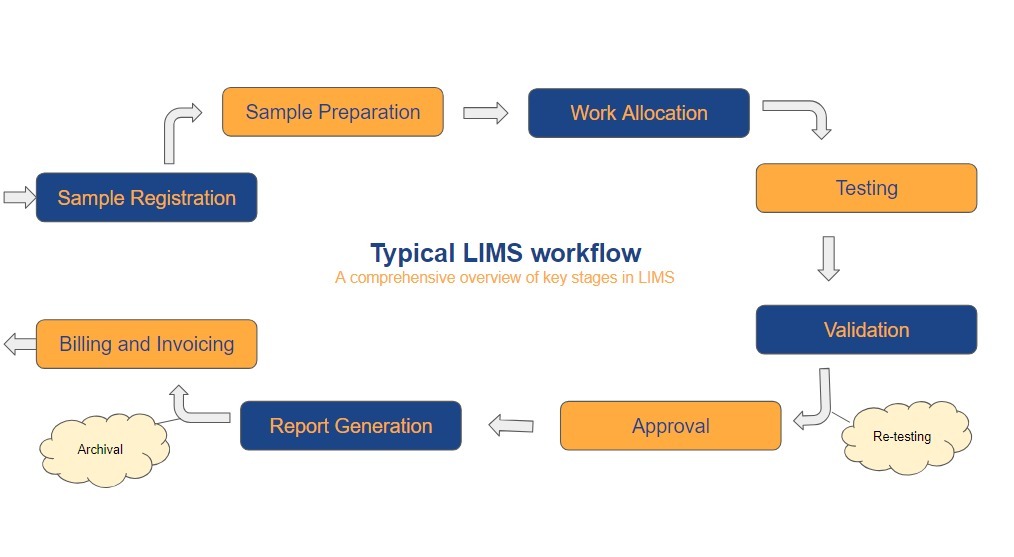 Sample Preparation
Work Allocation
Sample Registration
Testing
Typical LIMS workflow
A comprehensive overview of key stages in LIMS
Validation
Billing and Invoicing
Report Generation
Approval
Re-testing
Archival